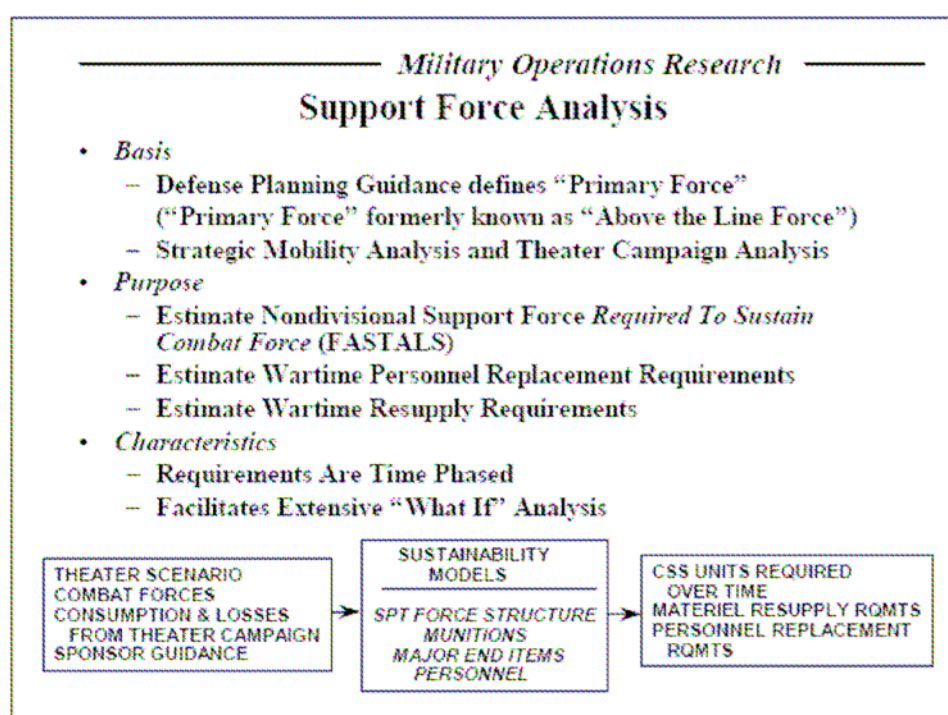 Military Operations Research
Support Force Analysis
• Basis
– Defense Planning Guidance defines “Primary Force”
(“Primary Force” formerly known as “Above the Line Force”)
– Strategic Mobility Analysis and Theater Campaign Analysis
• Purpose
– Estimate Nondivisional Support Force Required To Sustain
Combat Force (FASTALS)
– Estimate Wartime Personnel Replacement Requirements
– Estimate Wartime Resupply Requirements
• Characteristics
– Requirements Are Time Phased
– Facilitates Extensive “What If” Analysis
THEATER SCENARIO
COMBAT FORCES
CONSUMPTION & LOSSES
FROM THEATER CAMPAIGN
SPONSOR GUIDANCE
SUSTAINABILITY
MODELS
SPT FORCE STRUCTURE
MUNITIONS
MAJOR END ITEMS
PERSONNEL
CSS UNITS REQUIRED
OVER TIME
MATERIEL RESUPPLY RQMTS
PERSONNEL REPLACEMENT
RQMTS